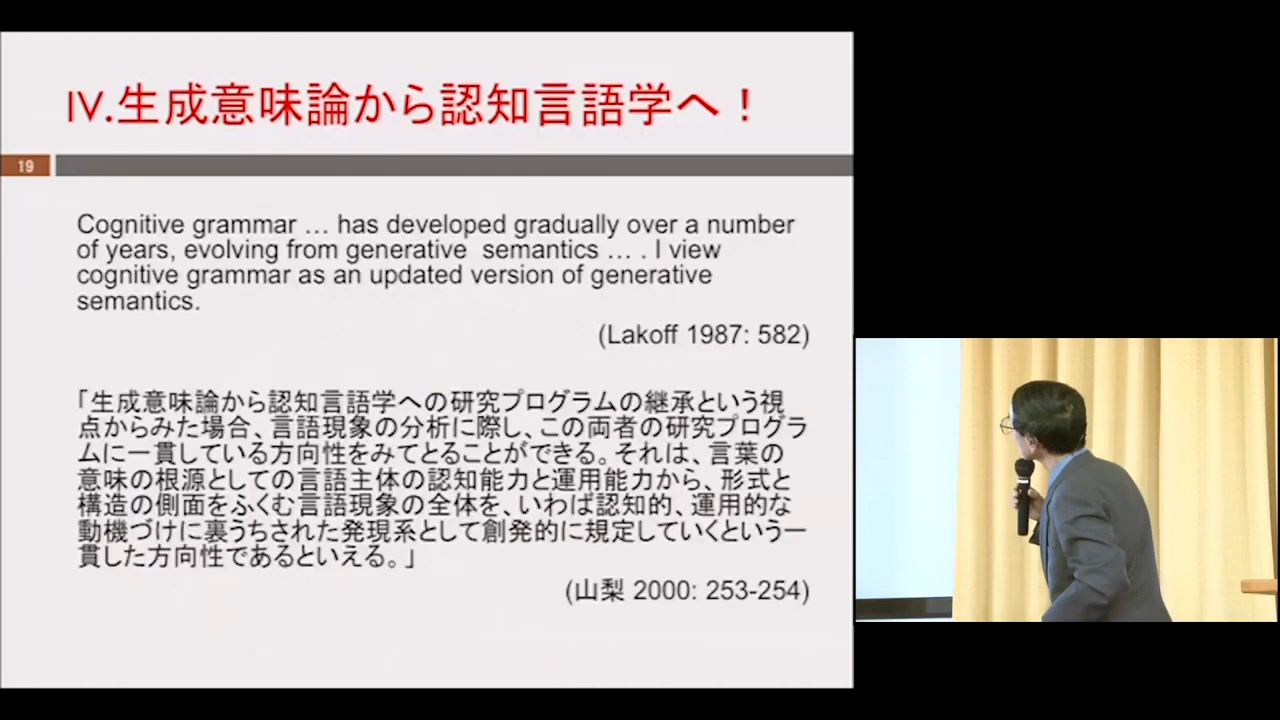 IV.生成意味論から認知言語学へ！
19
Cognitive grammar … has developed gradually over a number
of years, evolving from generative semantics … . I view
cognitive grammar as an updated version of generative
semantics.
(Lakoff 1987: 582)
「生成意味論から認知言語学への研究プログラムの継承という視
点からみた場合、言語現象の分析に際し、この両者の研究プログラ
ムに一貫している方向性をみてとることができる。それは、言葉の
意味の根源としての言語主体の認知能力と運用能力から、形式と
構造の側面をふくむ言語現象の全体を、いわば認知的、運用的な
動機づけに裏うちされた発現系として創発的に規定していくという一
貫した方向性であるといえる。」
(山梨 2000: 253-254)